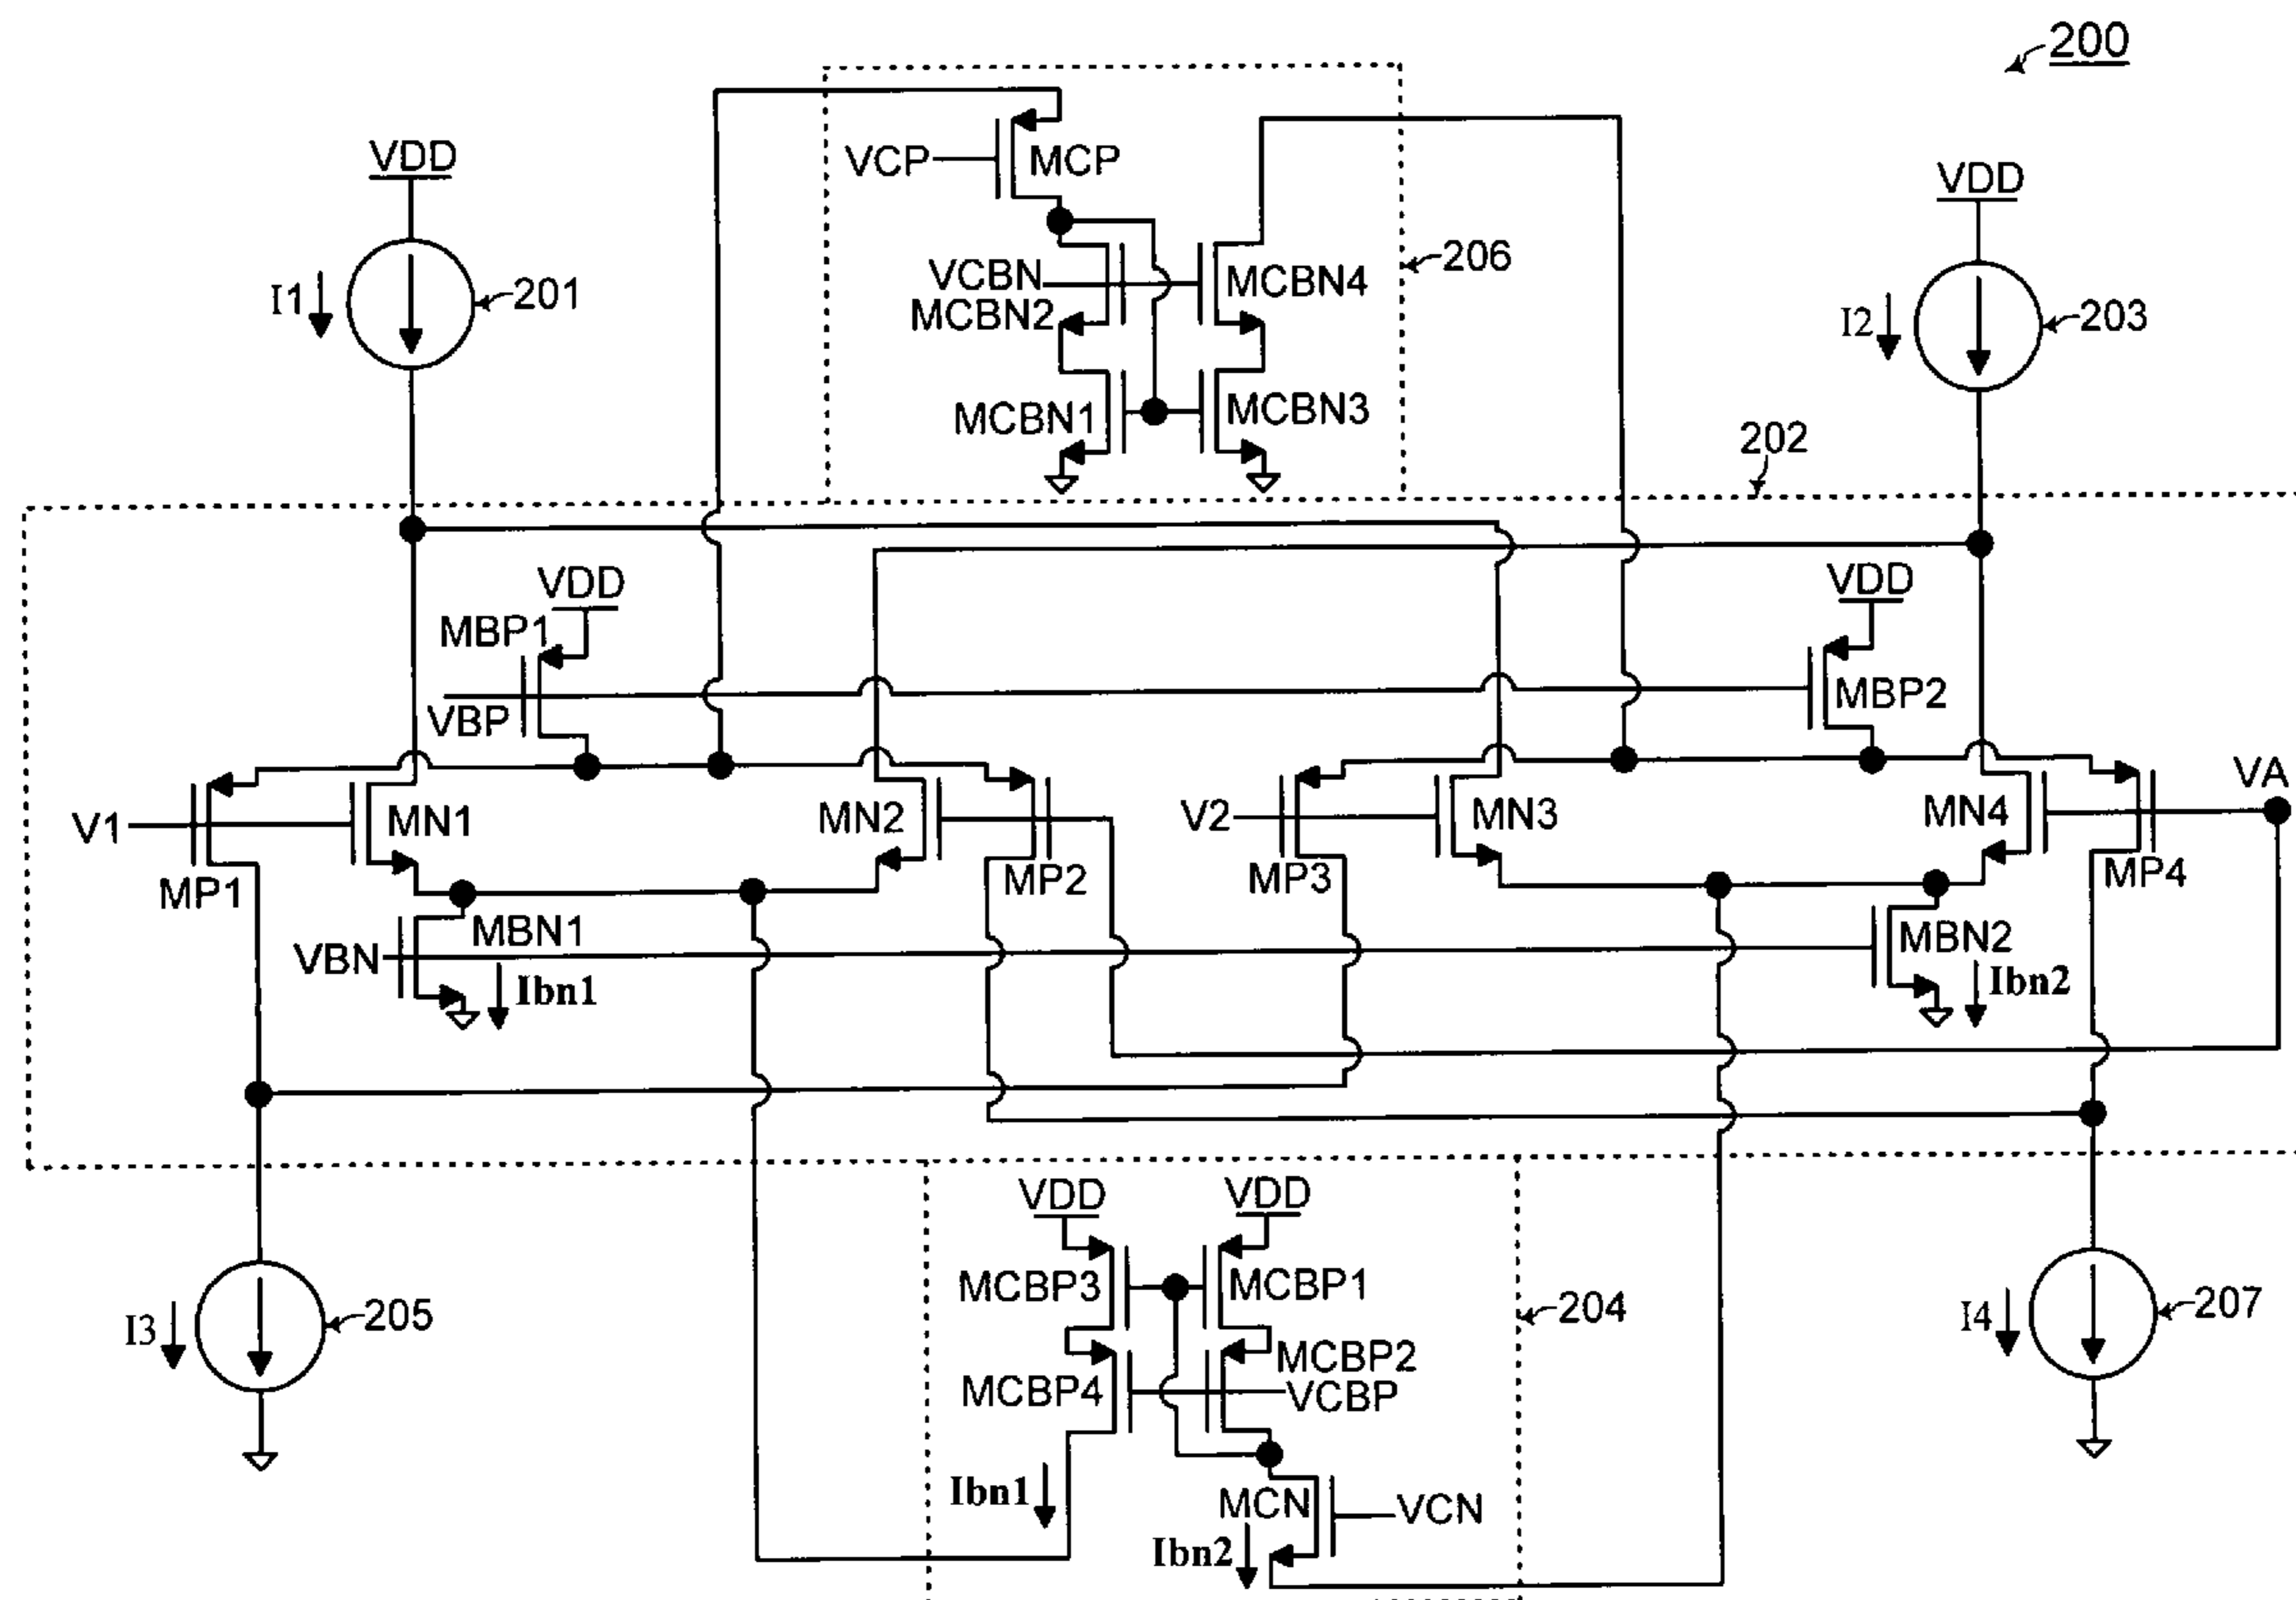 200
VDD
VCP
MCP
VDD
I1
201
VCBN
MCBN2
MCBN4
206
I2
203
MCBN1
MCBN3
202
VDD
MBP1
VBP
VDD
MBP2
V1
MP1
MN1
MN2
MP2
V2
MP3
MN3
MN4
MP4
VA
VBN
MBN1
Ibn1
MBN2
Ibn2
VDD
VDD
I3
205
MCBP3
MCBP1
204
I4
207
MCBP4
MCBP2
VCBP
Ibn1
MCN
VCN
Ibn2